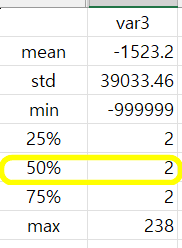 var3
mean -1523.2
std 39033.46
min -999999
25% 2
50% 2
75% 2
max 238